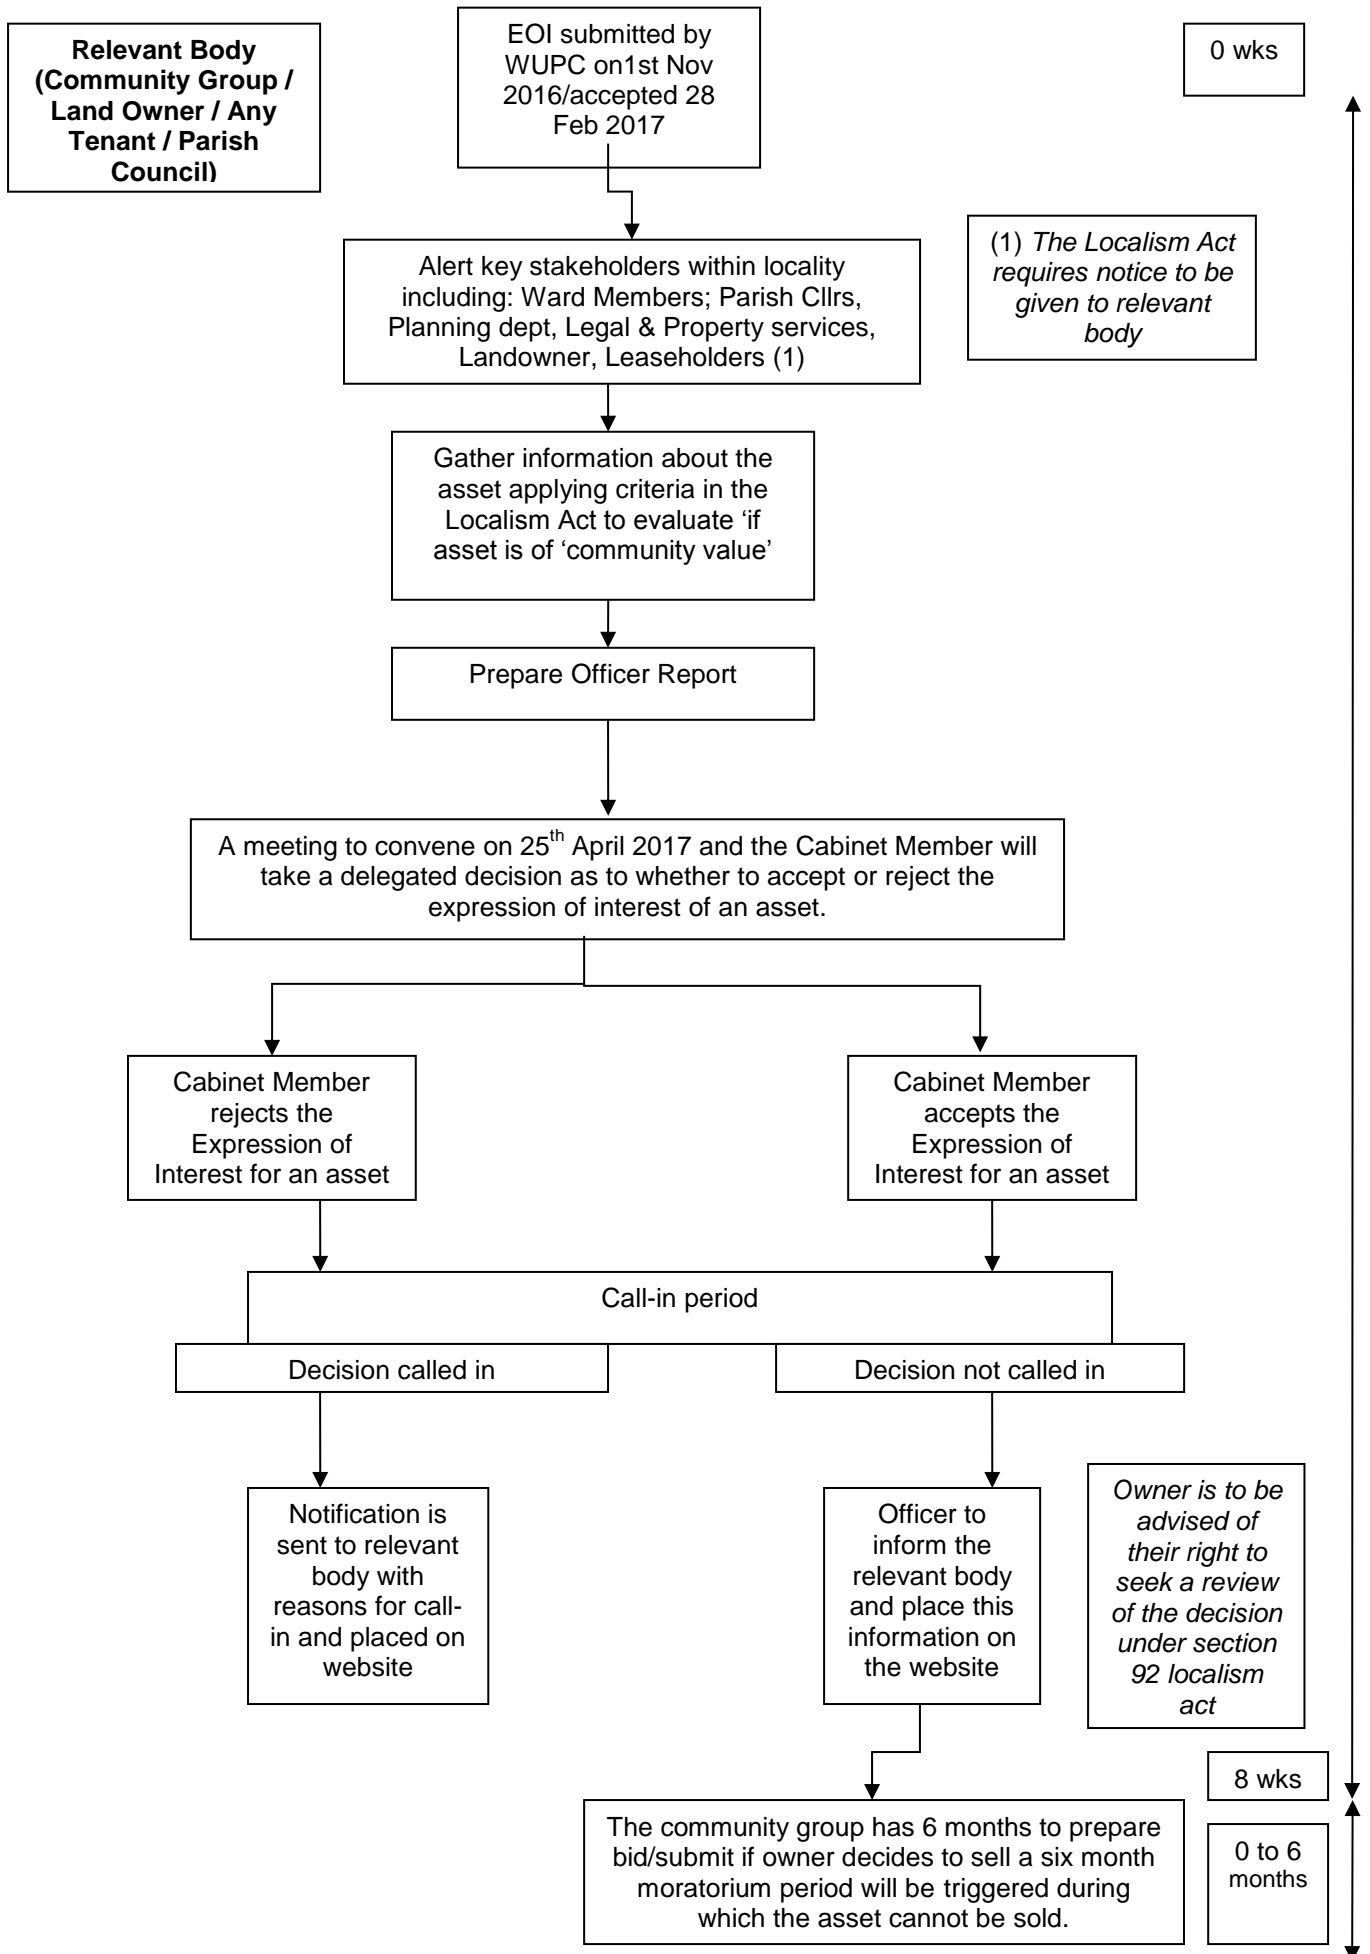 Relevant Body
(Community Group /
Land Owner / Any
Tenant / Parish
Council)
EOI submitted by
WUPC on1st Nov
2016/accepted 28
Feb 2017
0 wks
Alert key stakeholders within locality
including: Ward Members; Parish Cllrs,
Planning dept, Legal & Property services,
Landowner, Leaseholders (1)
(1) The Localism Act
requires notice to be
given to relevant
body
Gather information about the
asset applying criteria in the
Localism Act to evaluate ‘if
asset is of ‘community value’
Prepare Officer Report
A meeting to convene on 25th April 2017 and the Cabinet Member will
take a delegated decision as to whether to accept or reject the
expression of interest of an asset.
Cabinet Member
rejects the
Expression of
Interest for an asset
Cabinet Member
accepts the
Expression of
Interest for an asset
Call-in period
Decision called in
Decision not called in
Notification is
sent to relevant
body with
reasons for call-
in and placed on
website
Officer to
inform the
relevant body
and place this
information on
the website
Owner is to be
advised of
their right to
seek a review
of the decision
under section
92 localism
act
8 wks
The community group has 6 months to prepare
bid/submit if owner decides to sell a six month
moratorium period will be triggered during
which the asset cannot be sold.
0 to 6
months